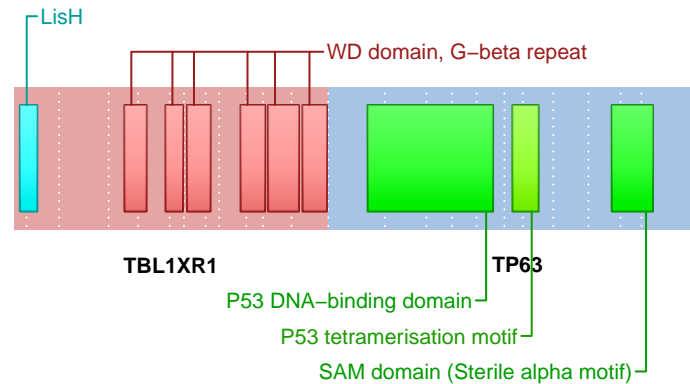 LisH
WD domain, G−beta repeat
TBL1XR1
TP63
P53 DNA−binding domain
P53 tetramerisation motif
SAM domain (Sterile alpha motif)